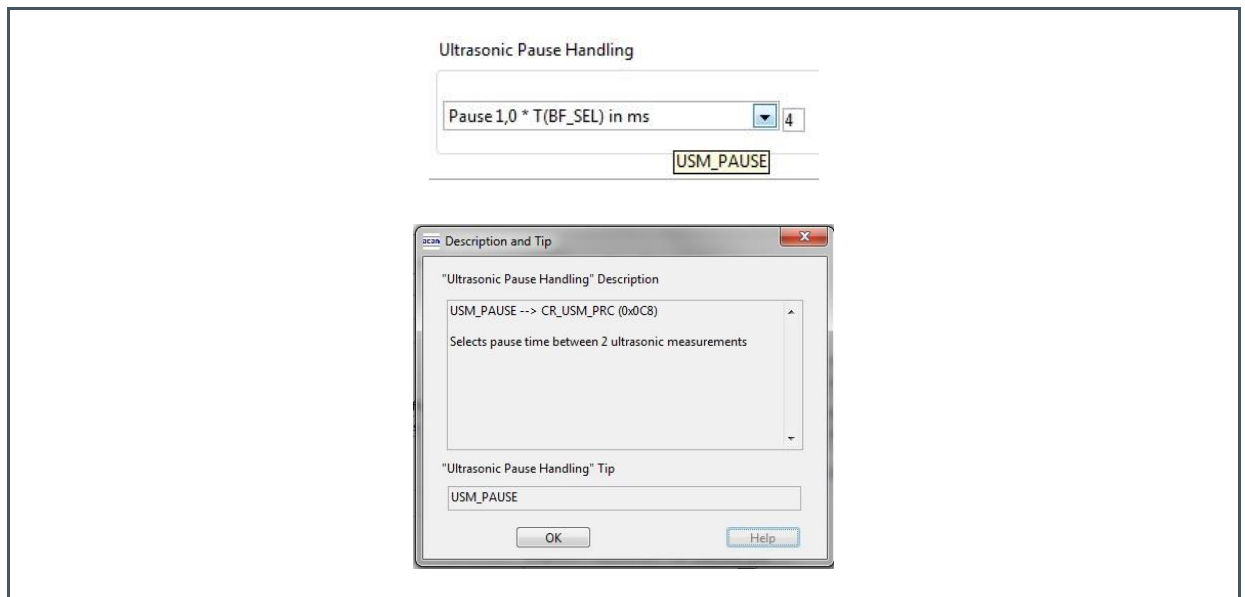 Ultrasonic Pause Handling
Pause 1,0 * T(BF_SEL) in ms
4
USM_PAUSE
acam Description and Tip
"Ultrasonic Pause Handling" Description
USM_PAUSE --> CR_USM_PRC (0x0C8)
Selects pause time between 2 ultrasonic measurements
"Ultrasonic Pause Handling" Tip
USM_PAUSE
OK
Help